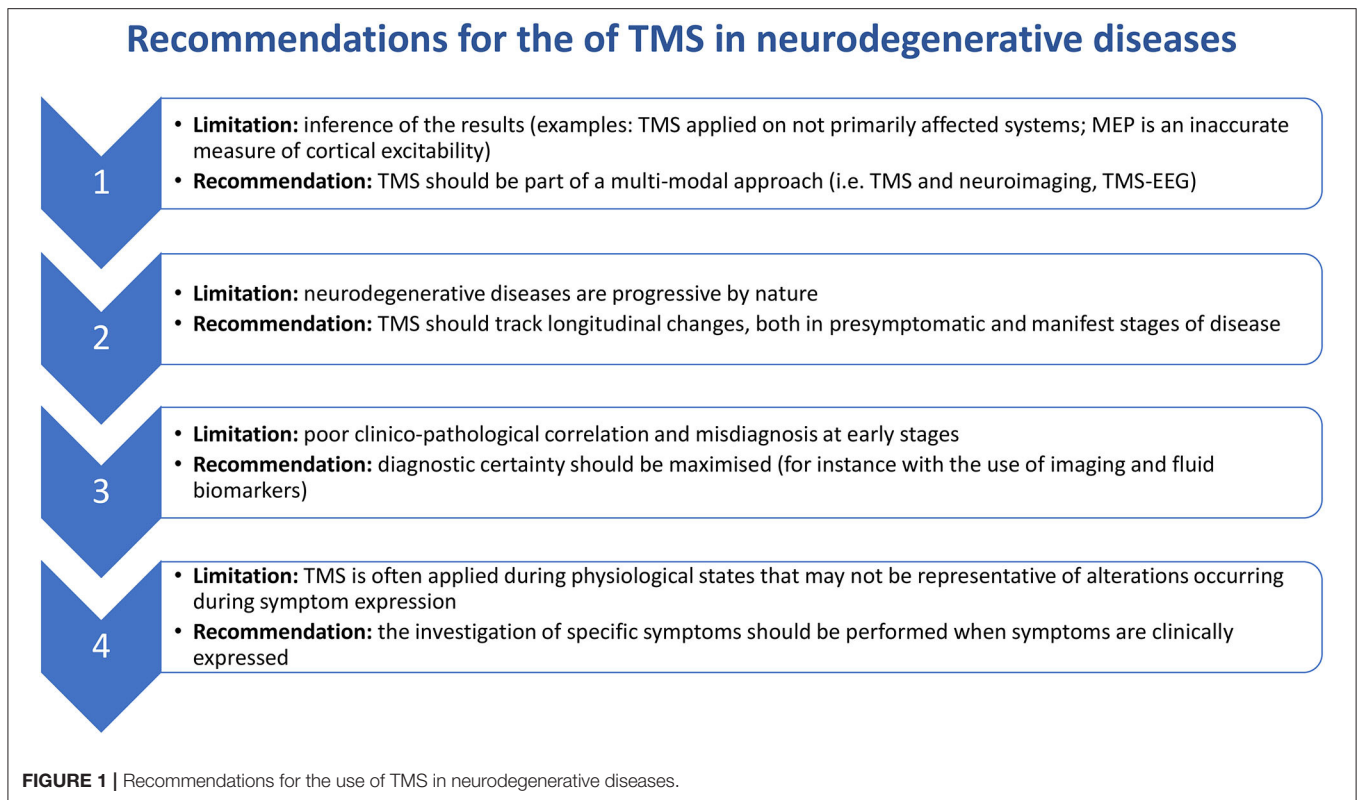 Recommendations for the of TMS in neurodegenerative diseases
1
• Limitation: inference of the results (examples: TMS applied on not primarily affected systems; MEP is an inaccurate
measure of cortical excitability)
• Recommendation: TMS should be part of a multi-modal approach (i.e. TMS and neuroimaging, TMS-EEG)
2
• Limitation: neurodegenerative diseases are progressive by nature
• Recommendation: TMS should track longitudinal changes, both in presymptomatic and manifest stages of disease
3
• Limitation: poor clinico-pathological correlation and misdiagnosis at early stages
• Recommendation: diagnostic certainty should be maximised (for instance with the use of imaging and fluid
biomarkers)
4
• Limitation: TMS is often applied during physiological states that may not be representative of alterations occurring
during symptom expression
• Recommendation: the investigation of specific symptoms should be performed when symptoms are clinically
expressed
FIGURE 1 | Recommendations for the use of TMS in neurodegenerative diseases.